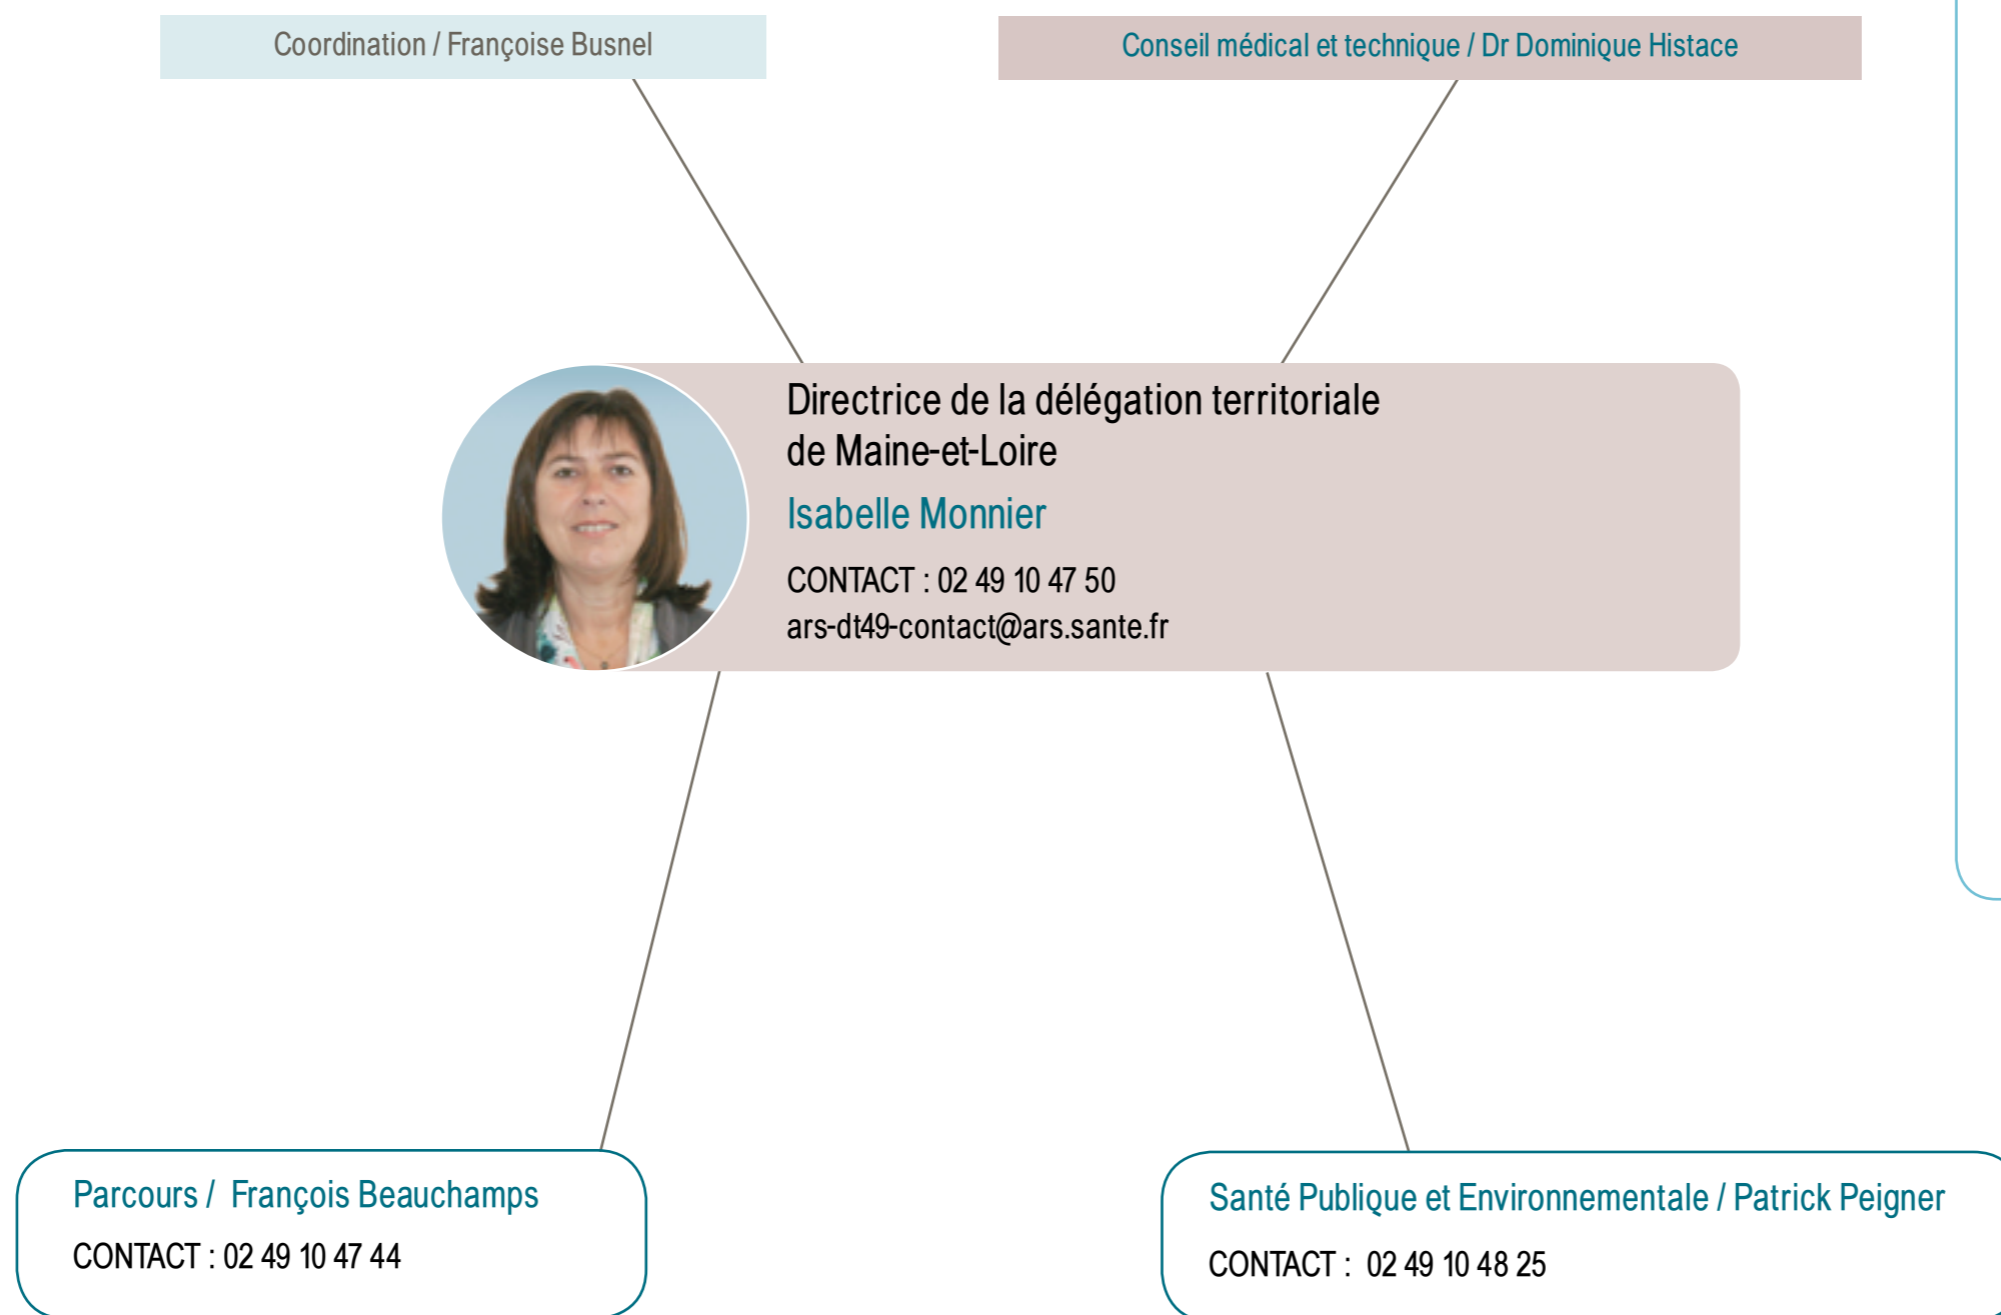 Coordination / Françoise Busnel
Conseil médical et technique / Dr Dominique Histace
Directrice de la délégation territoriale
de Maine-et-Loire
Isabelle Monnier
CONTACT : 02 49 10 47 50
ars-dt49-contact@ars.sante.fr
Parcours / François Beauchamps
CONTACT : 02 49 10 47 44
Santé Publique et Environnementale / Patrick Peigner
CONTACT : 02 49 10 48 25